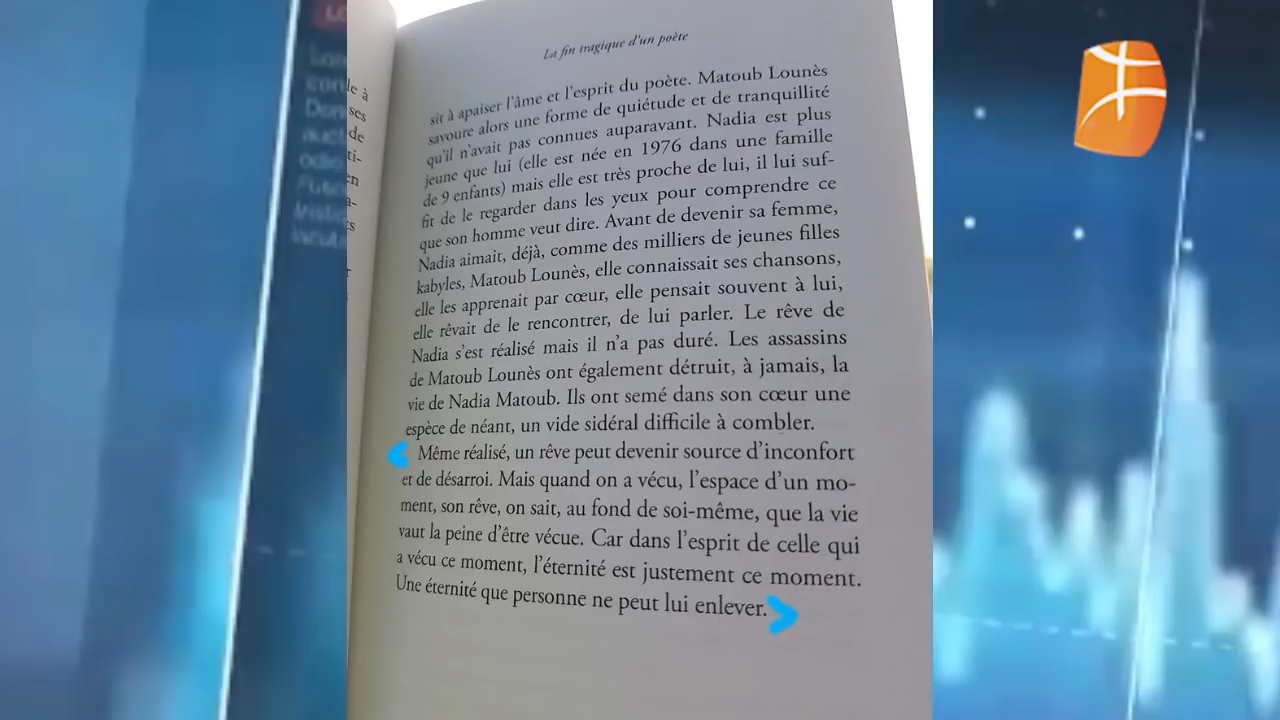 La fin tragique d'un poète
sit à apaiser l'âme et l'esprit du poète. Matoub Lounès
savoure alors une forme de quiétude et de tranquillité
qu'il n'avait pas connues auparavant. Nadia est plus
jeune que lui (elle est née en 1976 dans une famille
de 9 enfants) mais elle est très proche de lui, il lui suf-
fit de le regarder dans les yeux pour comprendre ce
que son homme veut dire. Avant de devenir sa femme,
Nadia aimait, déjà, comme des milliers de jeunes filles
kabyles, Matoub Lounès, elle connaissait ses chansons,
elle les apprenait par cœur, elle pensait souvent à lui,
elle rêvait de le rencontrer, de lui parler. Le rêve de
Nadia s'est réalisé mais il n'a pas duré. Les assassins
de Matoub Lounès ont également détruit, à jamais, la
vie de Nadia Matoub. Ils ont semé dans son cœur une
espèce de néant, un vide sidéral difficile à combler.
Même réalisé, un rêve peut devenir source d'inconfort
et de désarroi. Mais quand on a vécu, l'espace d'un mo-
ment, son rêve, on sait, au fond de soi-même, que la vie
vaut la peine d'être vécue. Car dans l'esprit de celle qui
a vécu ce moment, l'éternité est justement ce moment.
Une éternité que personne ne peut lui enlever.